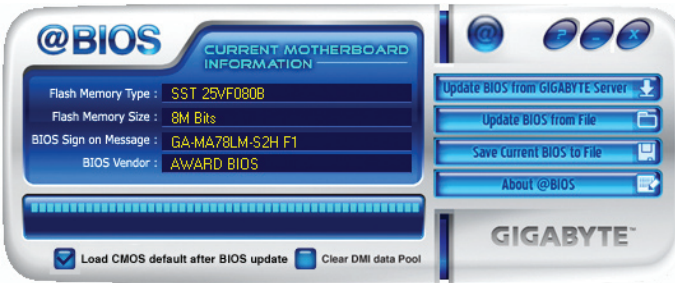 @BIOS
CURRENT MOTHERBOARD
INFORMATION
Flash Memory Type : SST 25VF080B
Flash Memory Size : 8M Bits
BIOS Sign on Message : GA-MA78LM-S2H F1
BIOS Vendor : AWARD BIOS
Load CMOS default after BIOS update
Clear DMI data Pool
@
? _ X
Update BIOS from GIGABYTE Server
Update BIOS from File
Save Current BIOS to File
About @BIOS
GIGABYTE™